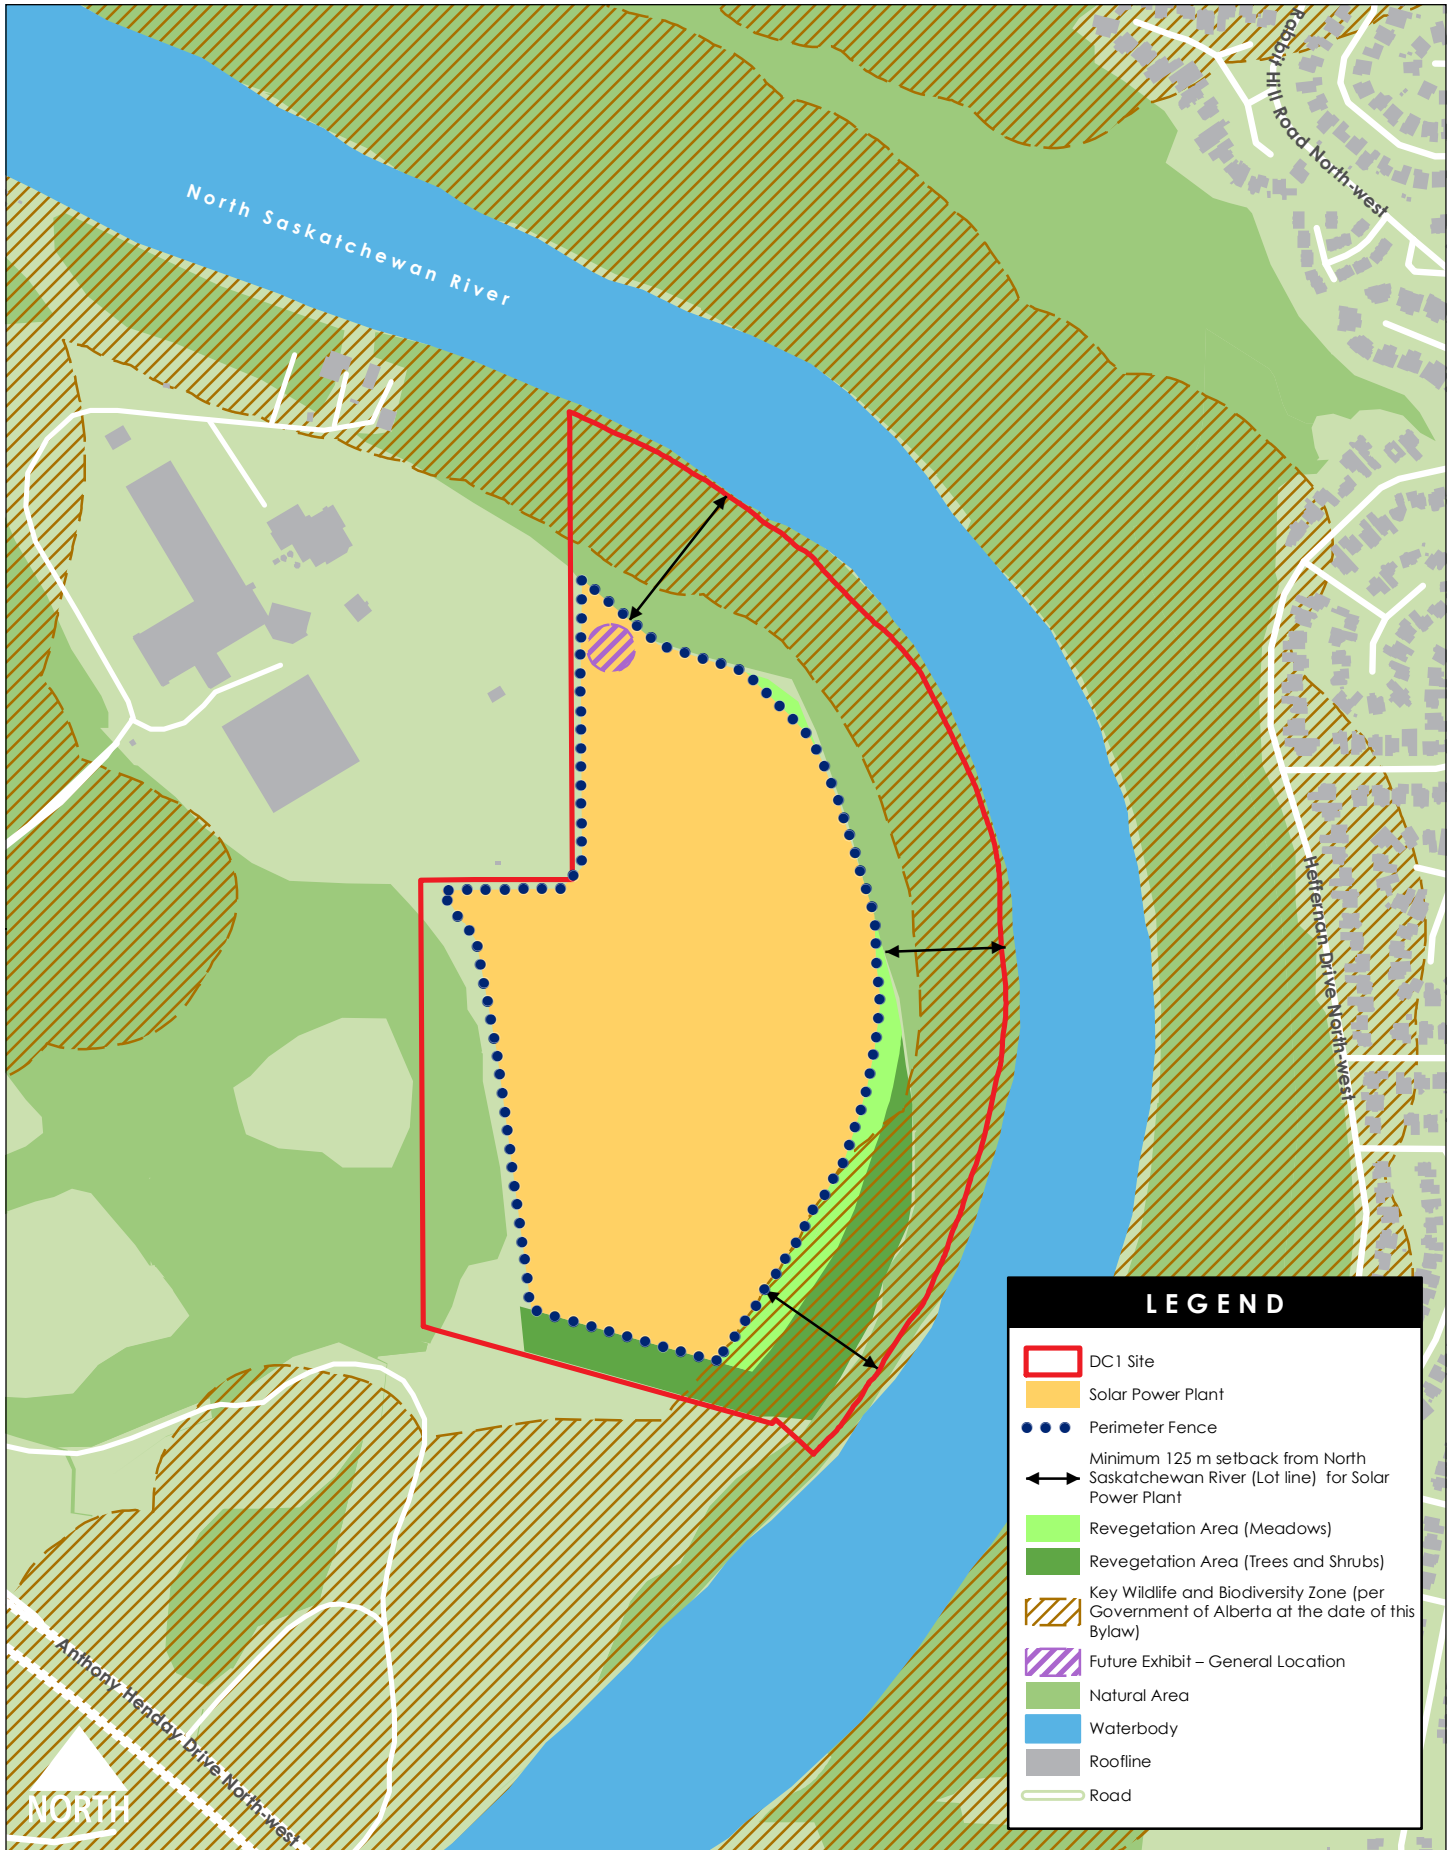 Rabbit Hill Road North-west
North Saskatchewan River
Heffernan Drive North-west
LEGEND
DC1 Site
Solar Power Plant
Perimeter Fence
Minimum 125 m setback from North
Saskatchewan River (Lot line) for Solar
Power Plant
Revegetation Area (Meadows)
Revegetation Area (Trees and Shrubs)
Key Wildlife and Biodiversity Zone (per
Government of Alberta at the date of this
Bylaw)
Future Exhibit – General Location
Natural Area
Waterbody
Roofline
Road
Anthony Henday Drive North-west
NORTH